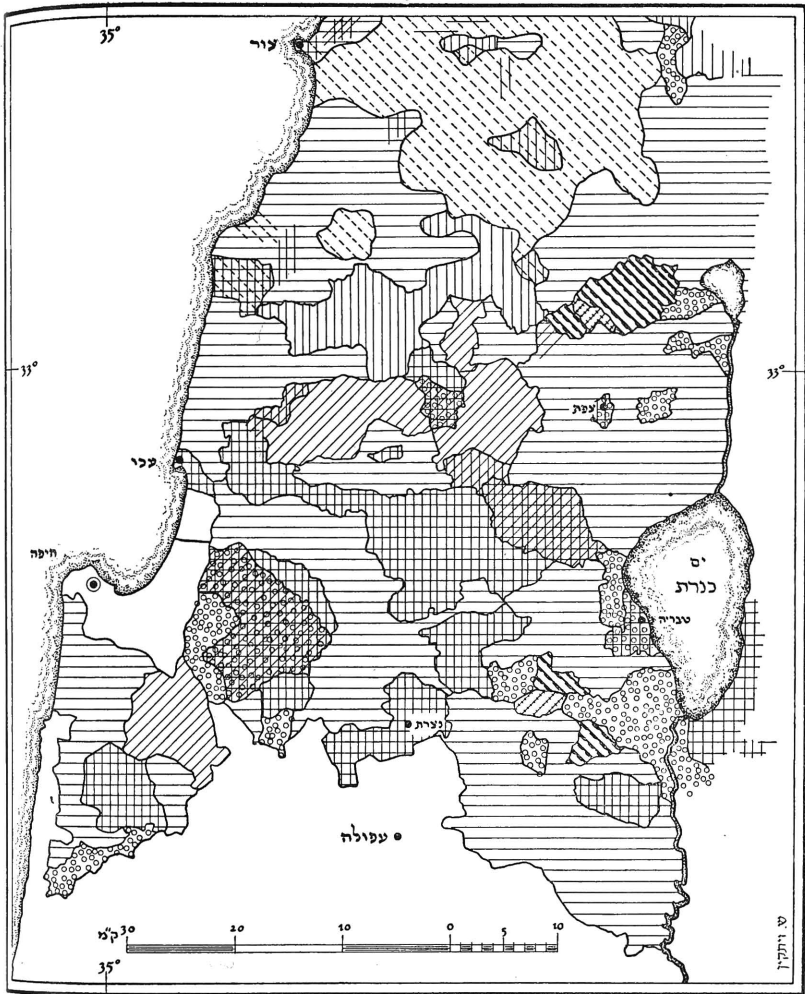 35°
צור
33°
33°
צפת
עכו
חיפה
ים
כנרת
טבריה
נצרת
עפולה
ק"מ 30 20 10 0 5 10
35°
ש. ויתקין